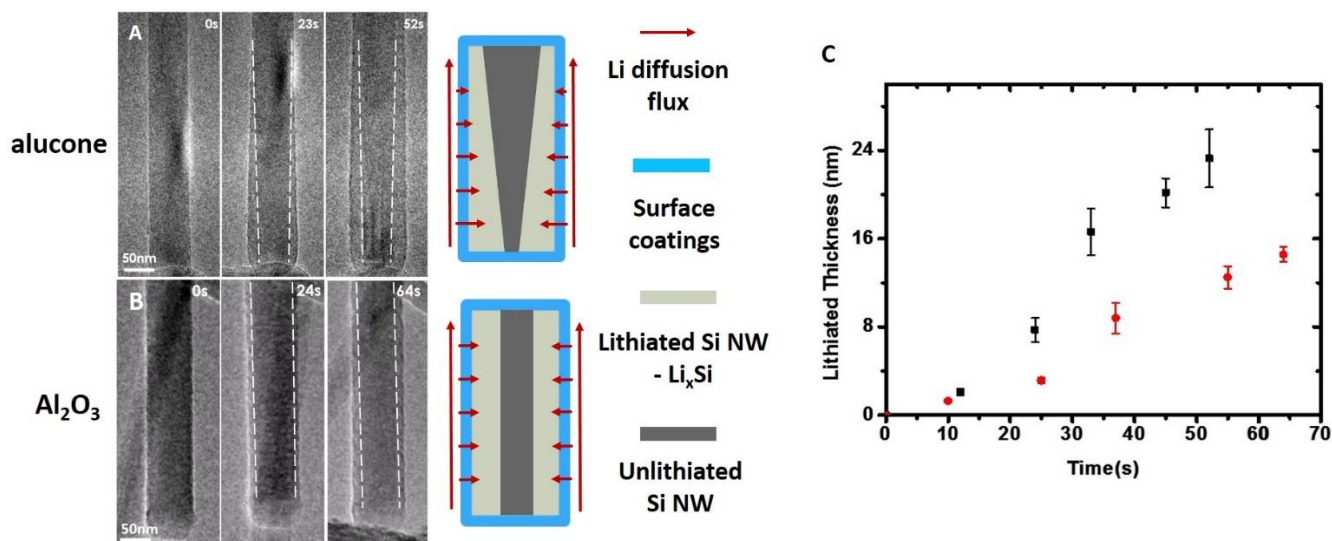 alucone
A
0s
23s
52s
50nm
Al₂O₃
B
0s
24s
64s
50nm
Li diffusion
flux
Surface
coatings
Lithiated Si NW
- LiₓSi
Unlithiated
Si NW
C
Lithiated Thickness (nm)
24
16
8
0
0 10 20 30 40 50 60 70
Time(s)